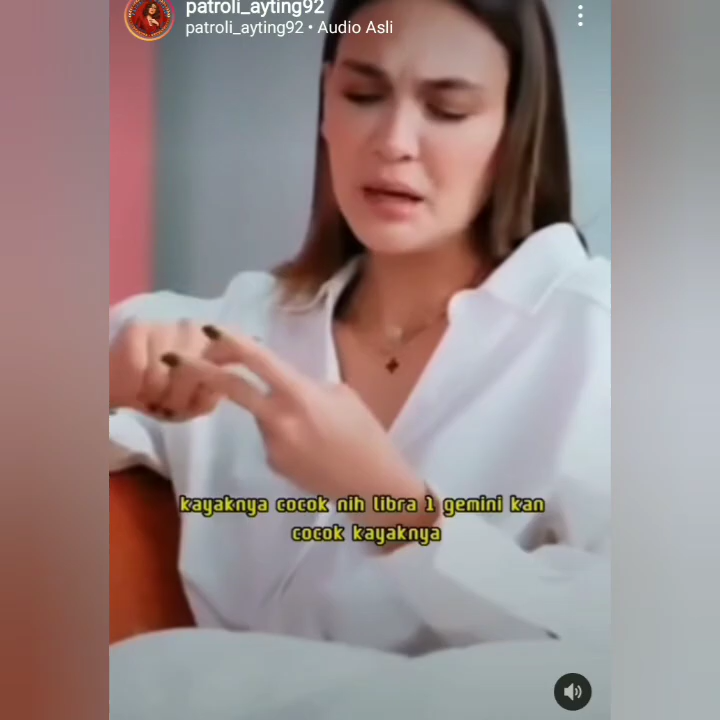 patroli_ayting92
patroli_ayting92 • Audio Asli
kayaknya cocok nih libra 1 gemini kan
cocok kayaknya